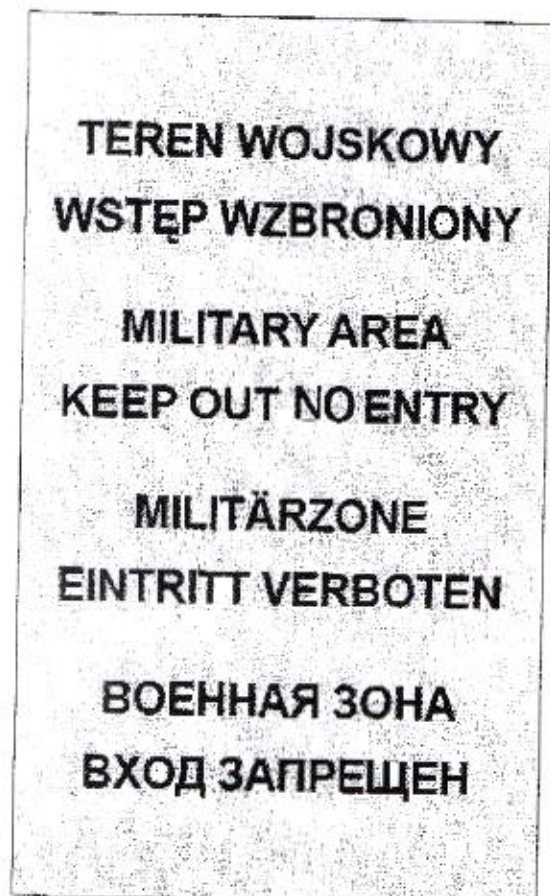 TEREN WOJSKOWY
WSTĘP WZBRONIONY
MILITARY AREA
KEEP OUT NO ENTRY
MILITÄRZONE
EINTRITT VERBOTEN
ВОЕННАЯ ЗОНА
ВХОД ЗАПРЕЩЕН